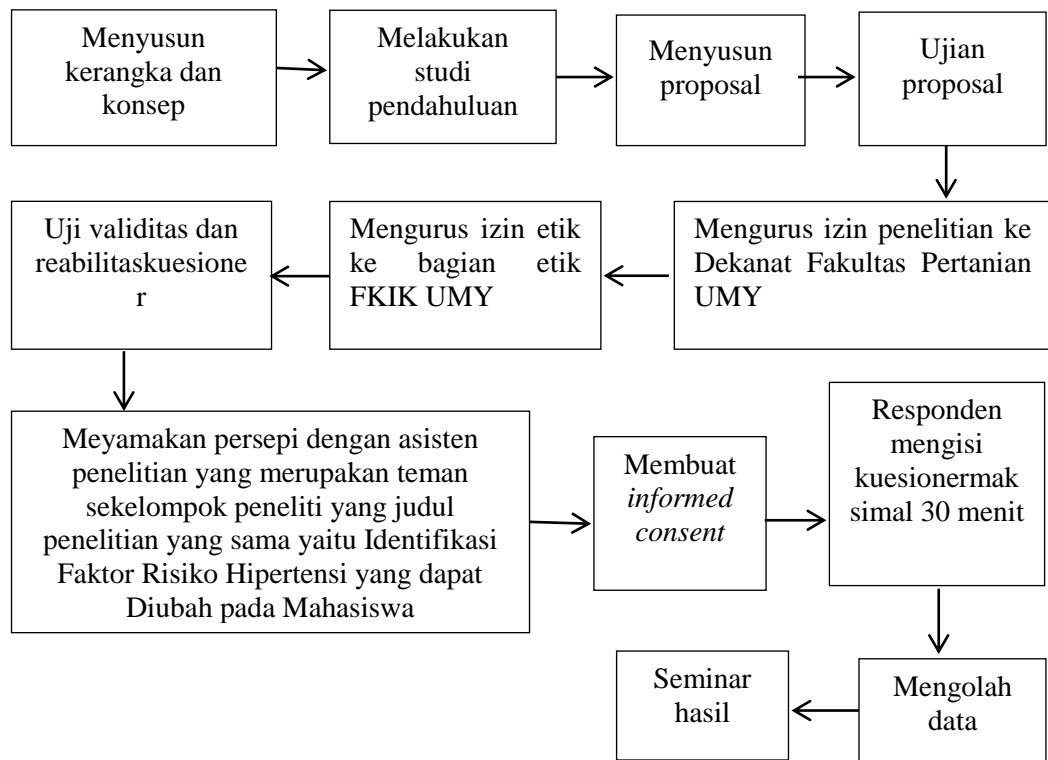 Menyusun
kerangka dan
konsep
Melakukan
studi
pendahuluan
Menyusun
proposal
Ujian
proposal
Mengurus izin penelitian ke
Dekanat Fakultas Pertanian
UMY
Mengurus izin etik
ke bagian etik
FKIK UMY
Uji validitas dan
reabilitaskuesione
r
Meyamakan persepi dengan asisten
penelitian yang merupakan teman
sekelompok peneliti yang judul
penelitian yang sama yaitu Identifikasi
Faktor Risiko Hipertensi yang dapat
Diubah pada Mahasiswa
Membuat
informed
consent
Responden
mengisi
kuesionermak
simal 30 menit
Mengolah
data
Seminar
hasil